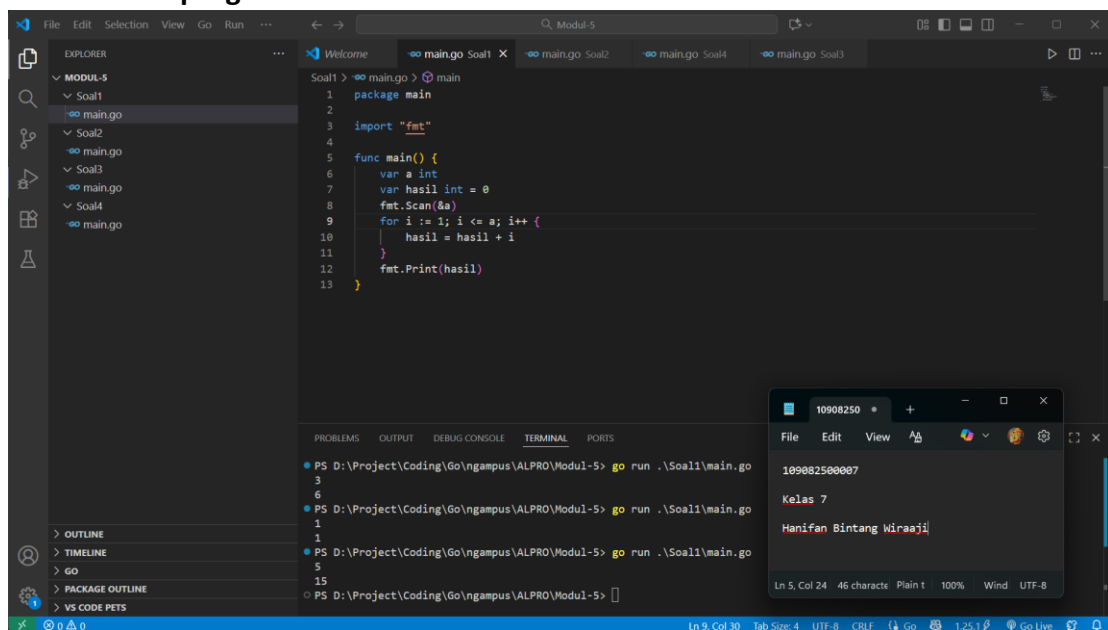 File Edit Selection View Go Run ... Modul-5
EXPLORER ...
MODUL-5
Soal1
main.go
Soal2
main.go
Soal3
main.go
Soal4
main.go
OUTLINE
TIMELINE
GO
PACKAGE OUTLINE
VS CODE PETS
Welcome main.go Soal1 main.go Soal2 main.go Soal4 main.go Soal3
Soal1 > main.go > main
1 package main
2
3 import "fmt"
4
5 func main() {
6 var a int
7 var hasil int = 0
8 fmt.Scan(&a)
9 for i := 1; i <= a; i++ {
10 hasil = hasil + i
11 }
12 fmt.Print(hasil)
13 }
PROBLEMS OUTPUT DEBUG CONSOLE TERMINAL PORTS
PS D:\Project\Coding\Go\ngampus\ALPRO\Modul-5> go run .\Soal1\main.go
3
6
PS D:\Project\Coding\Go\ngampus\ALPRO\Modul-5> go run .\Soal1\main.go
1
1
PS D:\Project\Coding\Go\ngampus\ALPRO\Modul-5> go run .\Soal1\main.go
5
15
PS D:\Project\Coding\Go\ngampus\ALPRO\Modul-5>
10908250
File Edit View
109082500007
Kelas 7
Hanifan Bintang Wiraaji
Ln 5, Col 24 46 characte Plain t 100% Wind UTF-8
0 0 Ln 9, Col 30 Tab Size: 4 UTF-8 CRLF Go 1.25.1 Go Live